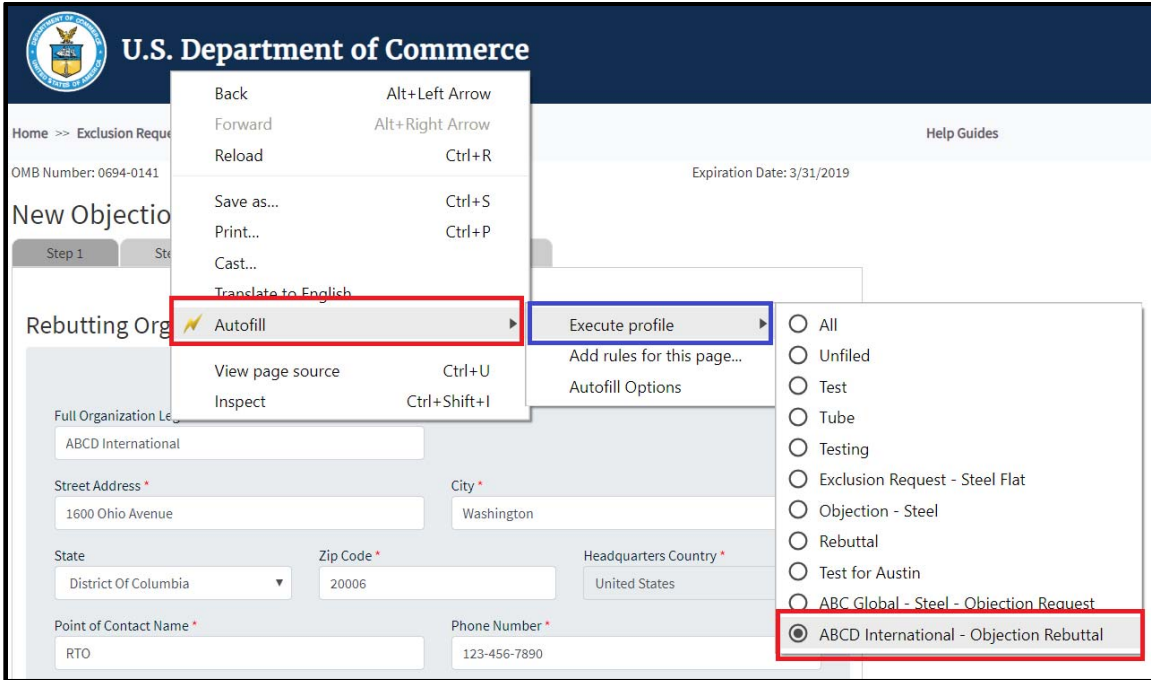 U.S. Department of Commerce
Back Alt+Left Arrow
Forward Alt+Right Arrow
Reload Ctrl+R
Save as... Ctrl+S
Print... Ctrl+P
Cast...
Translate to English
Autofill
View page source Ctrl+U
Inspect Ctrl+Shift+I
Execute profile
Add rules for this page...
Autofill Options
All
Unfiled
Test
Tube
Testing
Exclusion Request - Steel Flat
Objection - Steel
Rebuttal
Test for Austin
ABC Global - Steel - Objection Request
ABCD International - Objection Rebuttal
Home >> Exclusion Reque
Help Guides
OMB Number: 0694-0141
Expiration Date: 3/31/2019
New Objectio
Step 1 Ste
Rebutting Org
Full Organization Leg
ABCD International
Street Address * City *
1600 Ohio Avenue Washington
State Zip Code * Headquarters Country *
District Of Columbia 20006 United States
Point of Contact Name * Phone Number *
RTO 123-456-7890